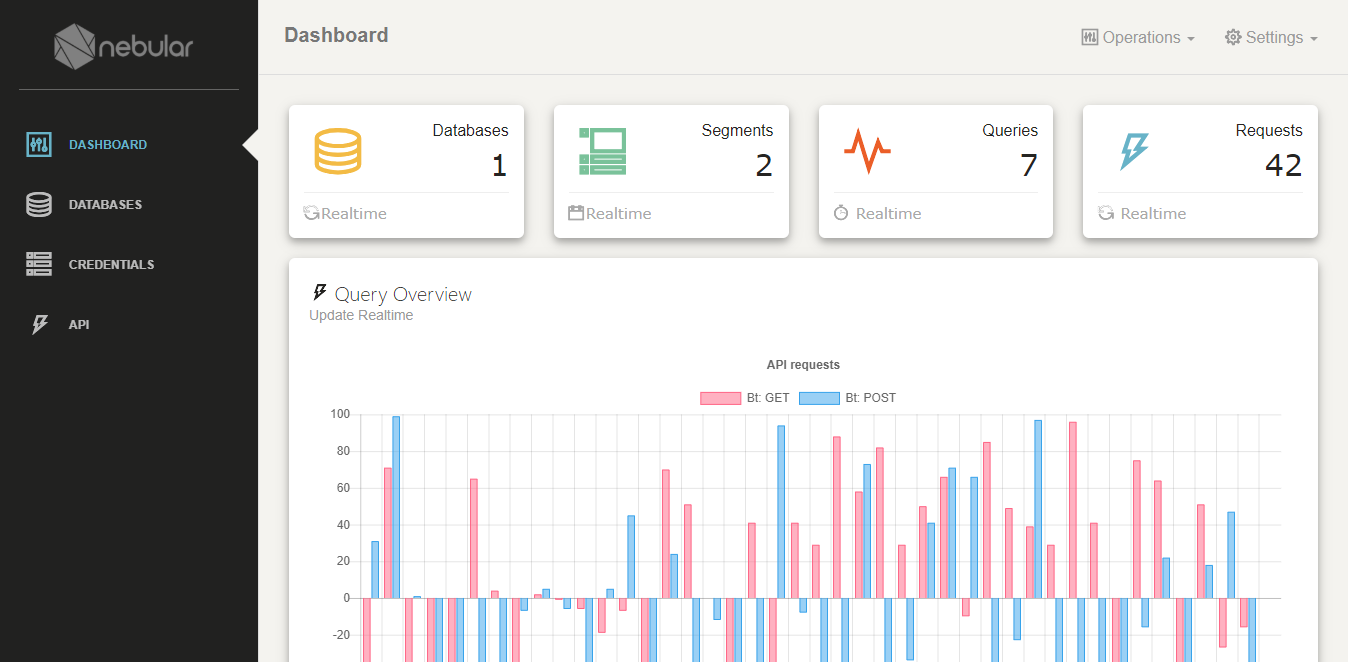 nebular
DASHBOARD
DATABASES
CREDENTIALS
API
Dashboard
Operations
Settings
Databases
1
Realtime
Segments
2
Realtime
Queries
7
Realtime
Requests
42
Realtime
Query Overview
Update Realtime
API requests
Bt: GET Bt: POST
100
80
60
40
20
0
-20